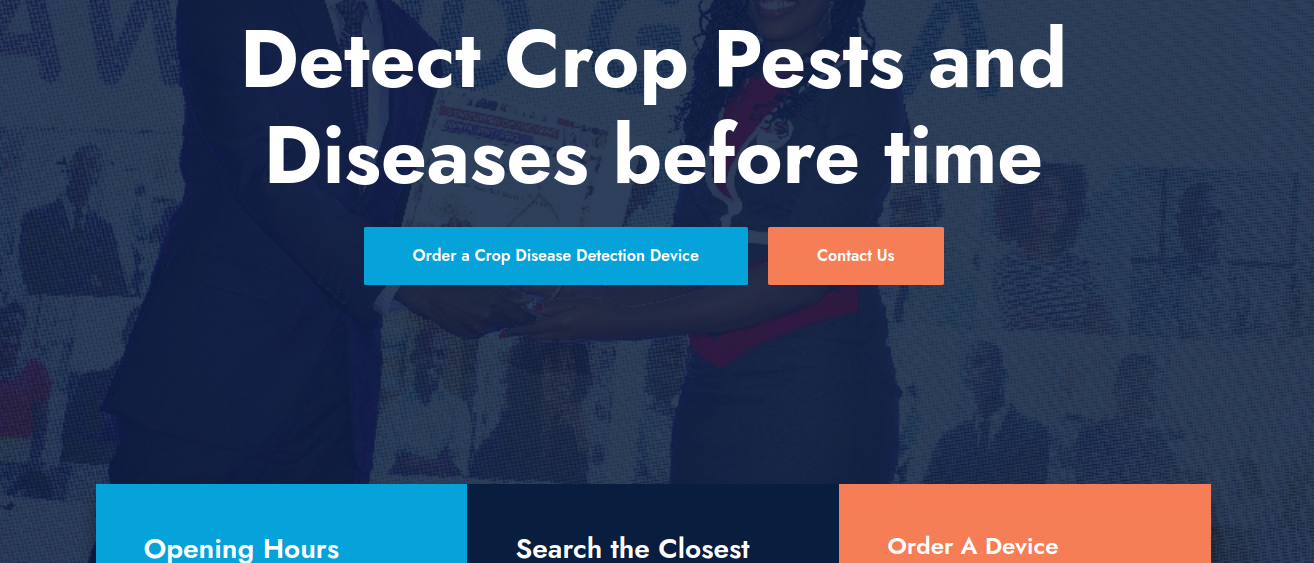 Detect Crop Pests and
Diseases before time
Order a Crop Disease Detection Device
Contact Us
Opening Hours
Search the Closest
Order A Device